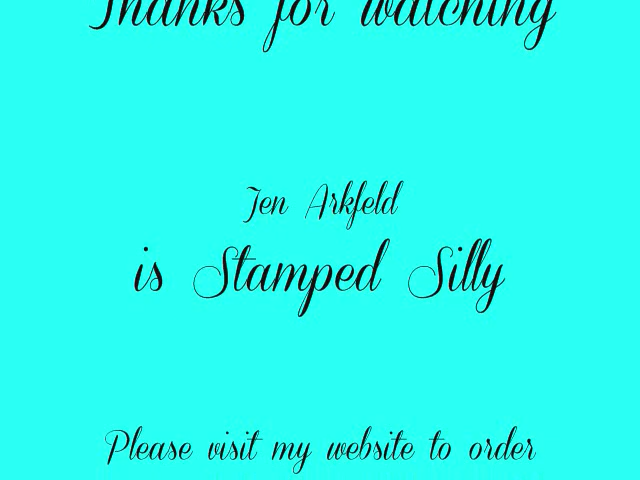 Thanks for watching
Jen Arkfeld
is Stamped Silly
Please visit my website to order